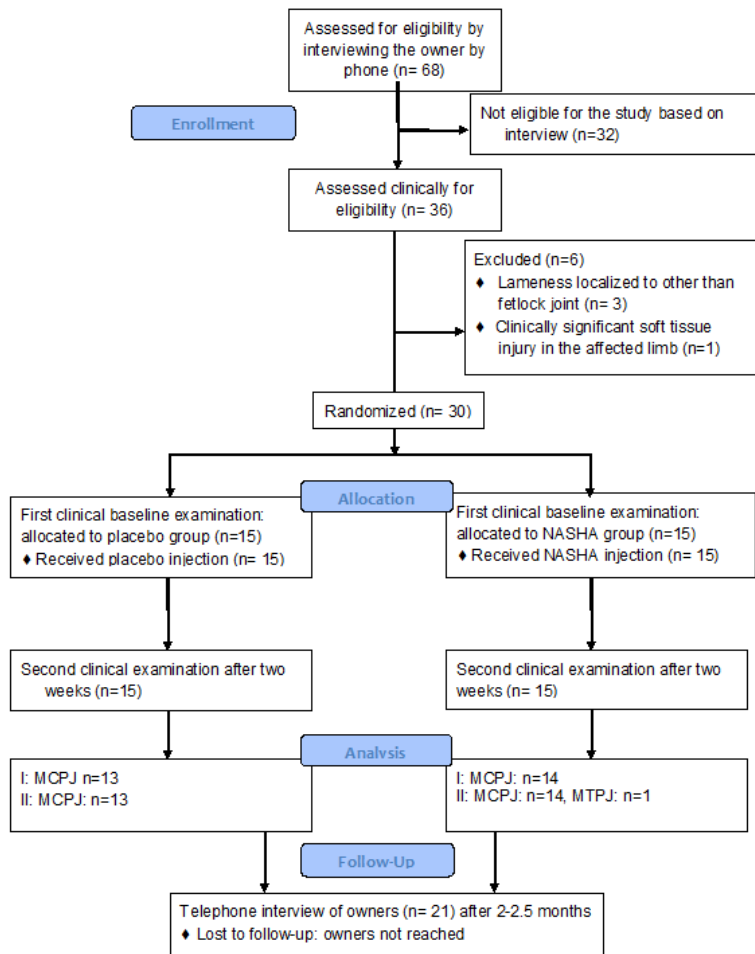 Assessed for eligibility by
interviewing the owner by
phone (n= 68)
Enrollment
Not eligible for the study based on
interview (n=32)
Assessed clinically for
eligibility (n= 36)
Excluded (n=6)
♦ Lameness localized to other than
fetlock joint (n= 3)
♦ Clinically significant soft tissue
injury in the affected limb (n=1)
Randomized (n= 30)
Allocation
First clinical baseline examination:
allocated to placebo group (n=15)
♦ Received placebo injection (n= 15)
First clinical baseline examination:
allocated to NASHA group (n=15)
♦ Received NASHA injection (n= 15)
Second clinical examination after two
weeks (n=15)
Second clinical examination after two
weeks (n= 15)
Analysis
I: MCPJ n=13
II: MCPJ: n=13
I: MCPJ: n=14
II: MCPJ: n=14, MTPJ: n=1
Follow-Up
Telephone interview of owners (n= 21) after 2-2.5 months
♦ Lost to follow-up: owners not reached